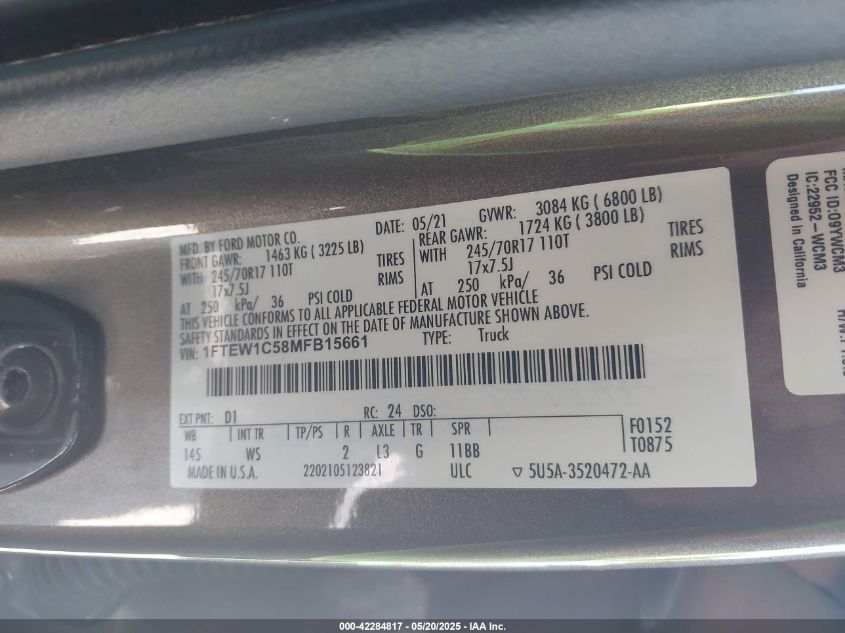 MFD. BY FORD MOTOR CO. DATE: 05/21 GVWR: 3084 KG ( 6800 LB)
FRONT GAWR: 1463 KG ( 3225 LB) REAR GAWR: 1724 KG ( 3800 LB)
WITH 245/70R17 110T TIRES WITH 245/70R17 110T TIRES
17x7.5J RIMS 17x7.5J RIMS
AT 250 kPa/ 36 PSI COLD AT 250 kPa/ 36 PSI COLD
THIS VEHICLE CONFORMS TO ALL APPLICABLE FEDERAL MOTOR VEHICLE
SAFETY STANDARDS IN EFFECT ON THE DATE OF MANUFACTURE SHOWN ABOVE.
VIN: 1FTEW1C58MFB15661 TYPE: Truck
EXT PNT: D1 RC: 24 DSO:
WB INT TR TP/PS R AXLE TR SPR F0152
145 WS 2 L3 G 11BB T0875
MADE IN U.S.A. 2202105123821 ULC ▽ 5U5A-3520472-AA
FCC ID:O9YWCM3
IC:22952-WCM3
Designed in California
000-42284817 - 05/20/2025 - IAA Inc.